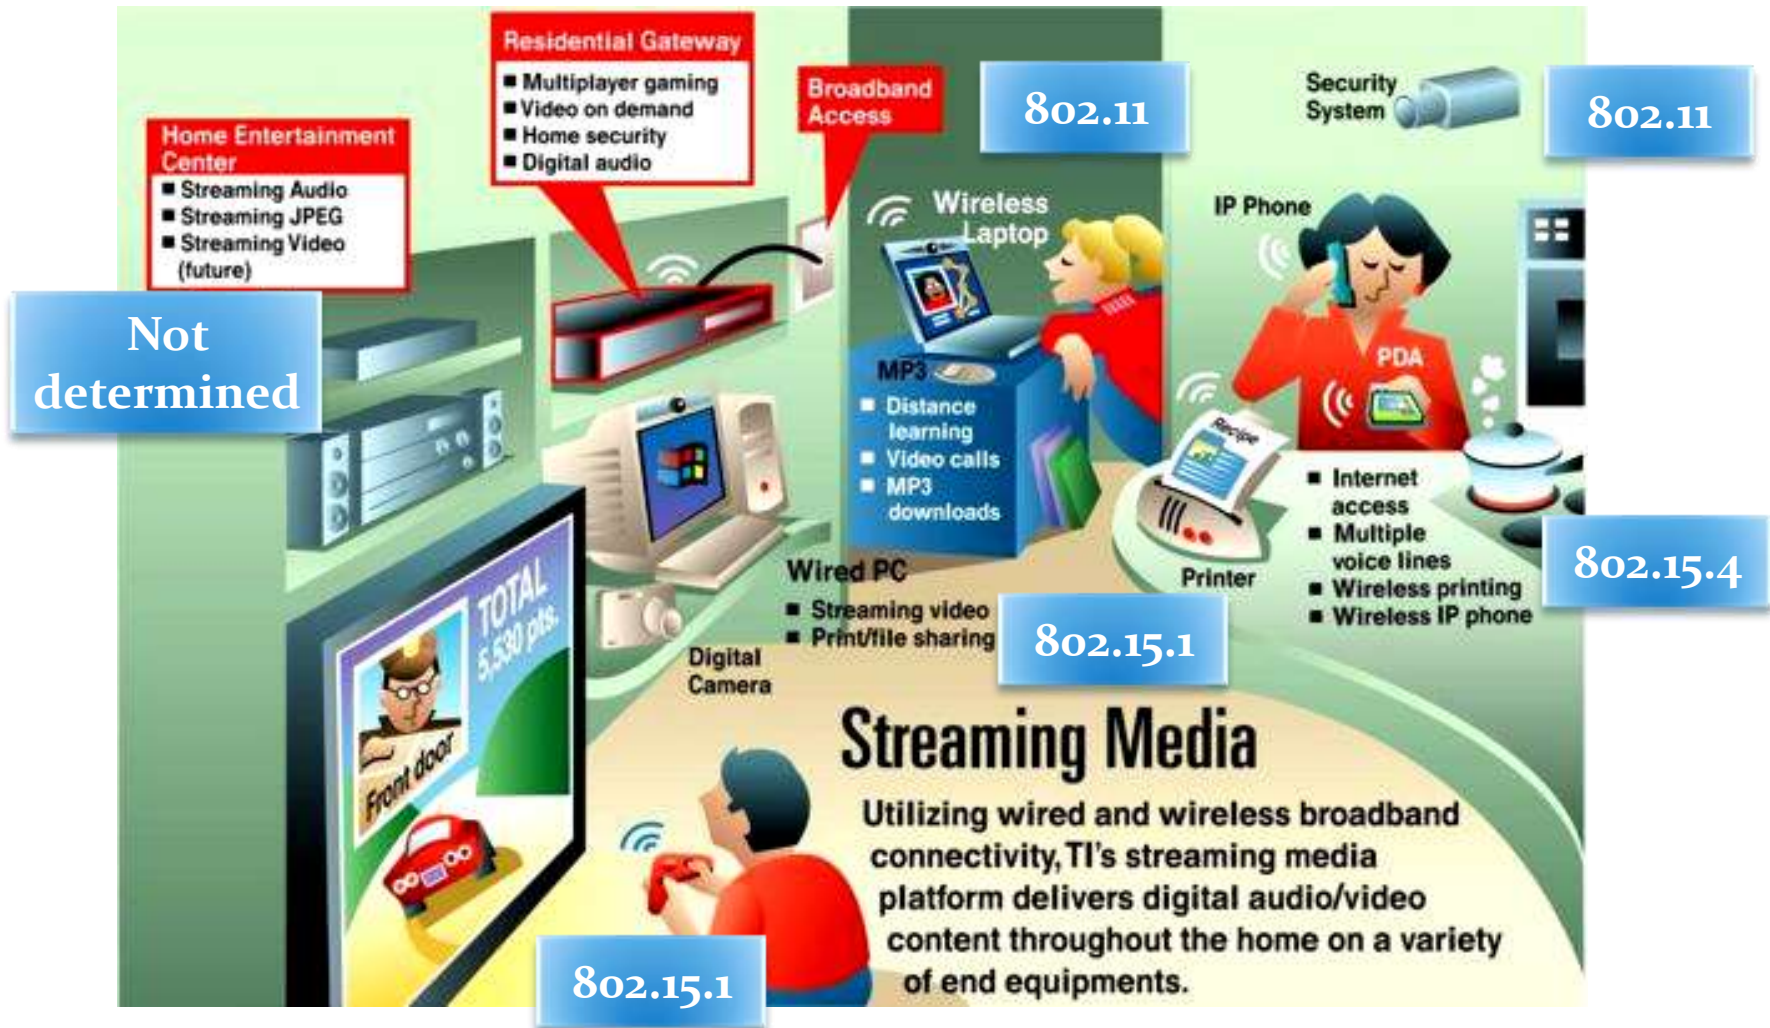 Home Entertainment
Center
■ Streaming Audio
■ Streaming JPEG
■ Streaming Video
(future)
Not
determined
Residential Gateway
■ Multiplayer gaming
■ Video on demand
■ Home security
■ Digital audio
Broadband
Access
802.11
Security
System
802.11
Wireless
Laptop
IP Phone
PDA
MP3
■ Distance
learning
■ Video calls
■ MP3
downloads
Recipe
Printer
■ Internet
access
■ Multiple
voice lines
■ Wireless printing
■ Wireless IP phone
802.15.4
Wired PC
■ Streaming video
■ Print/file sharing
802.15.1
Digital
Camera
TOTAL
5,530 pts.
Front door
Streaming Media
Utilizing wired and wireless broadband
connectivity, TI's streaming media
platform delivers digital audio/video
content throughout the home on a variety
of end equipments.
802.15.1